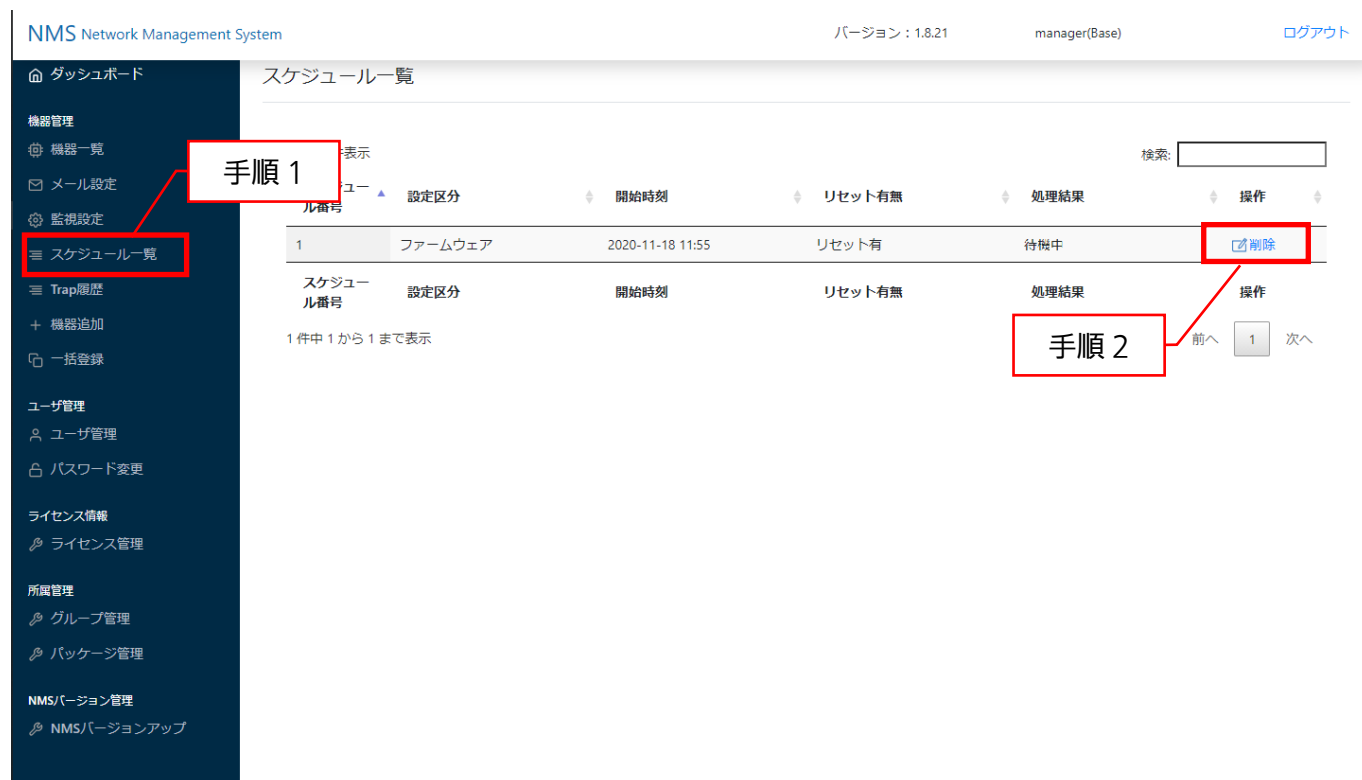 NMS Network Management System
バージョン：1.8.21
manager(Base)
ログアウト
ダッシュボード
機器管理
機器一覧
メール設定
監視設定
スケジュール一覧
Trap履歴
機器追加
一括登録
ユーザ管理
ユーザ管理
パスワード変更
ライセンス情報
ライセンス管理
所属管理
グループ管理
パッケージ管理
NMSバージョン管理
NMSバージョンアップ
スケジュール一覧
手順１
表示
検索:
ュー
ル番号
設定区分
開始時刻
リセット有無
処理結果
操作
1
ファームウェア
2020-11-18 11:55
リセット有
待機中
削除
スケジュー
ル番号
設定区分
開始時刻
リセット有無
処理結果
操作
1 件中 1 から 1 まで表示
手順２
前へ
1
次へ